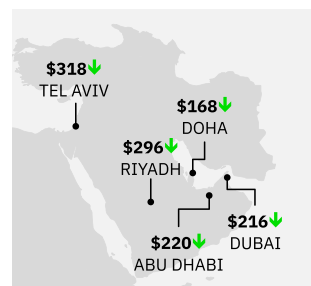 $318
TEL AVIV
$168
DOHA
$296
RIYADH
$216
DUBAI
$220
ABU DHABI